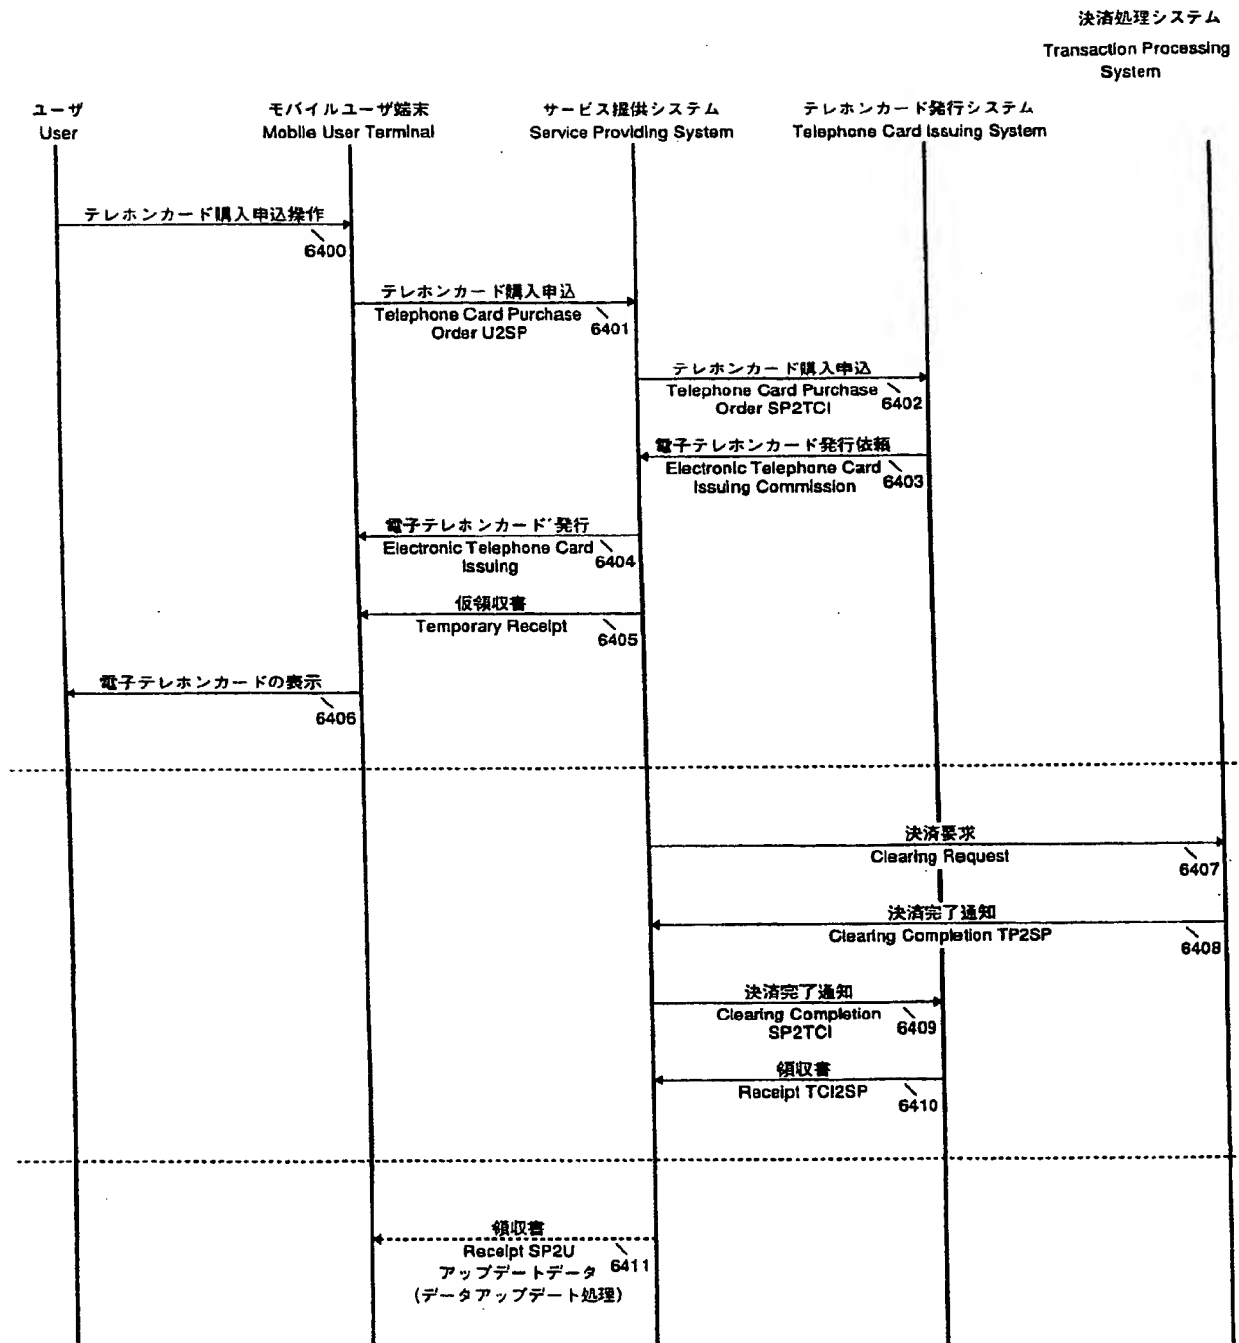 決済処理システム
Transaction Processing
System
ユーザ
User
モバイルユーザ端末
Mobile User Terminal
サービス提供システム
Service Providing System
テレホンカード発行システム
Telephone Card Issuing System
テレホンカード購入申込操作
6400
テレホンカード購入申込
Telephone Card Purchase
Order U2SP
6401
テレホンカード購入申込
Telephone Card Purchase
Order SP2TCI
6402
電子テレホンカード発行依頼
Electronic Telephone Card
Issuing Commission
6403
電子テレホンカード発行
Electronic Telephone Card
Issuing
6404
仮領収書
Temporary Receipt
6405
電子テレホンカードの表示
6406
決済要求
Clearing Request
6407
決済完了通知
Clearing Completion TP2SP
6408
決済完了通知
Clearing Completion
SP2TCI
6409
領収書
Receipt TCI2SP
6410
領収書
Receipt SP2U
6411
アップデートデータ
(データアップデート処理)